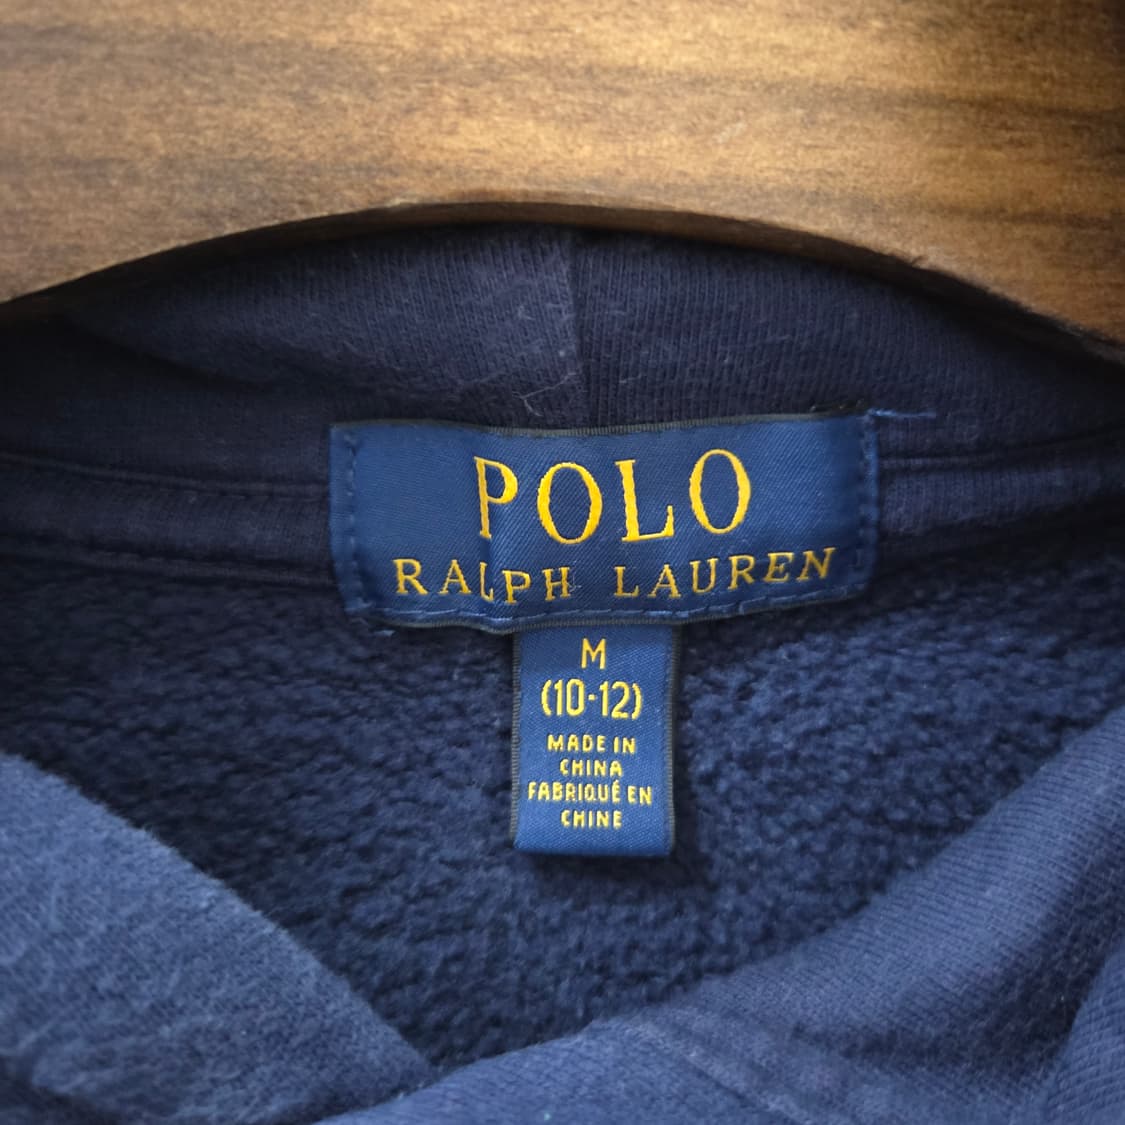 POLO
RALPH LAUREN
M
(10-12)
MADE IN
CHINA
FABRIQUÉ EN
CHINE